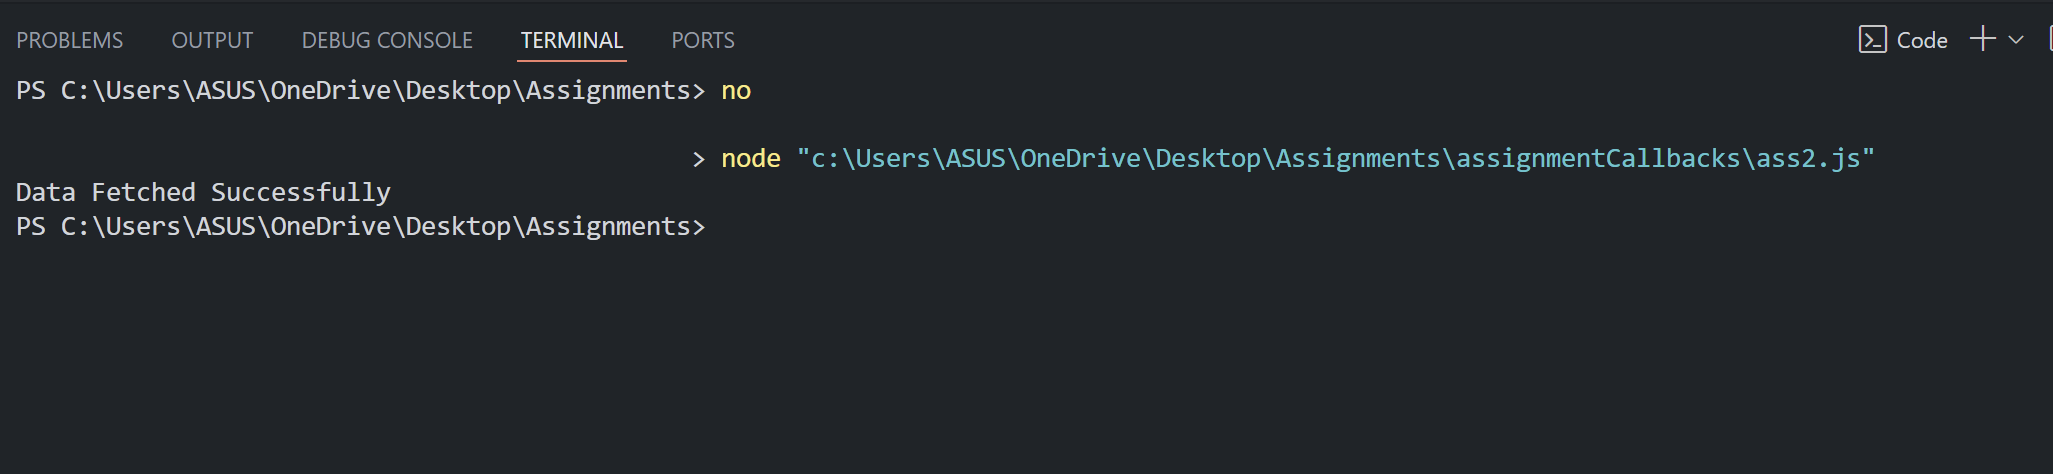 PROBLEMS OUTPUT DEBUG CONSOLE TERMINAL PORTS Code
PS C:\Users\ASUS\OneDrive\Desktop\Assignments> no
> node "c:\Users\ASUS\OneDrive\Desktop\Assignments\assignmentCallbacks\ass2.js"
Data Fetched Successfully
PS C:\Users\ASUS\OneDrive\Desktop\Assignments>